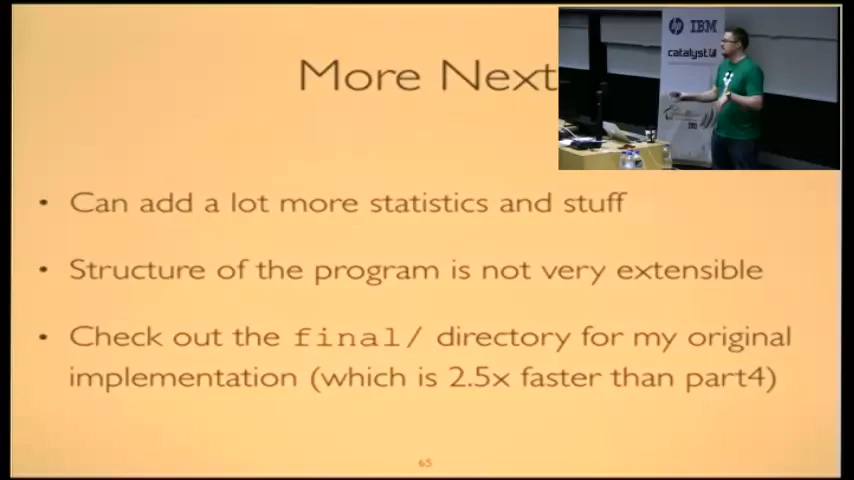 More Next
hp IBM
catalyst
• Can add a lot more statistics and stuff
• Structure of the program is not very extensible
• Check out the final/ directory for my original
implementation (which is 2.5x faster than part4)
65